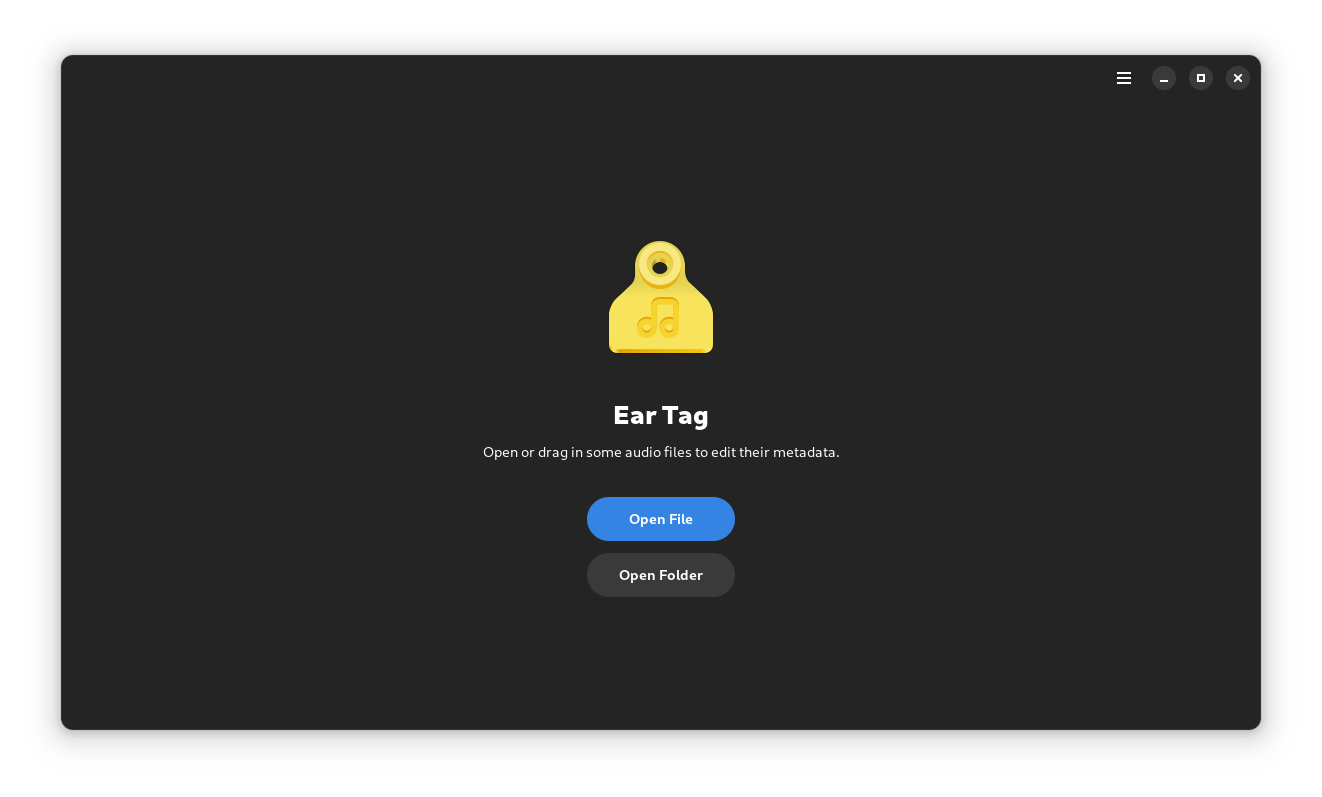 Ear Tag
Open or drag in some audio files to edit their metadata.
Open File
Open Folder